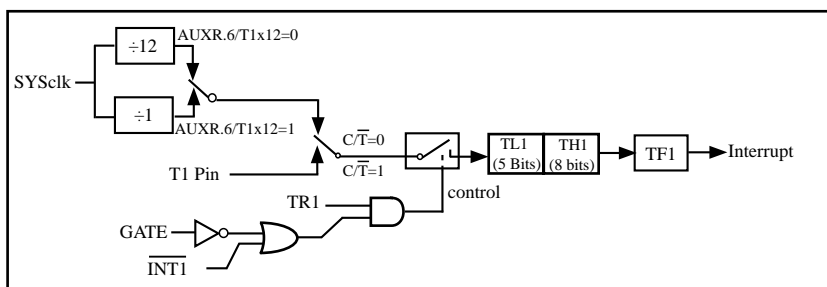 ÷12
AUXR.6/T1x12=0
SYSclk
÷1
AUXR.6/T1x12=1
C/T̅=0
C/T̅=1
T1 Pin
TL1
(5 Bits)
TH1
(8 bits)
TF1
Interrupt
control
TR1
GATE
I̅N̅T̅1̅